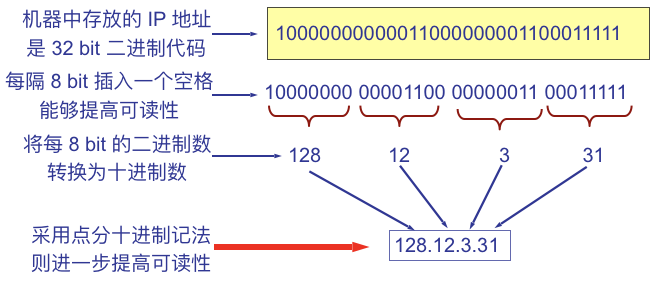 机器中存放的 IP 地址
是 32 bit 二进制代码
10000000000011000000001100011111
每隔 8 bit 插入一个空格
能够提高可读性
10000000 00001100 00000011 00011111
将每 8 bit 的二进制数
转换为十进制数
128 12 3 31
采用点分十进制记法
则进一步提高可读性
128.12.3.31